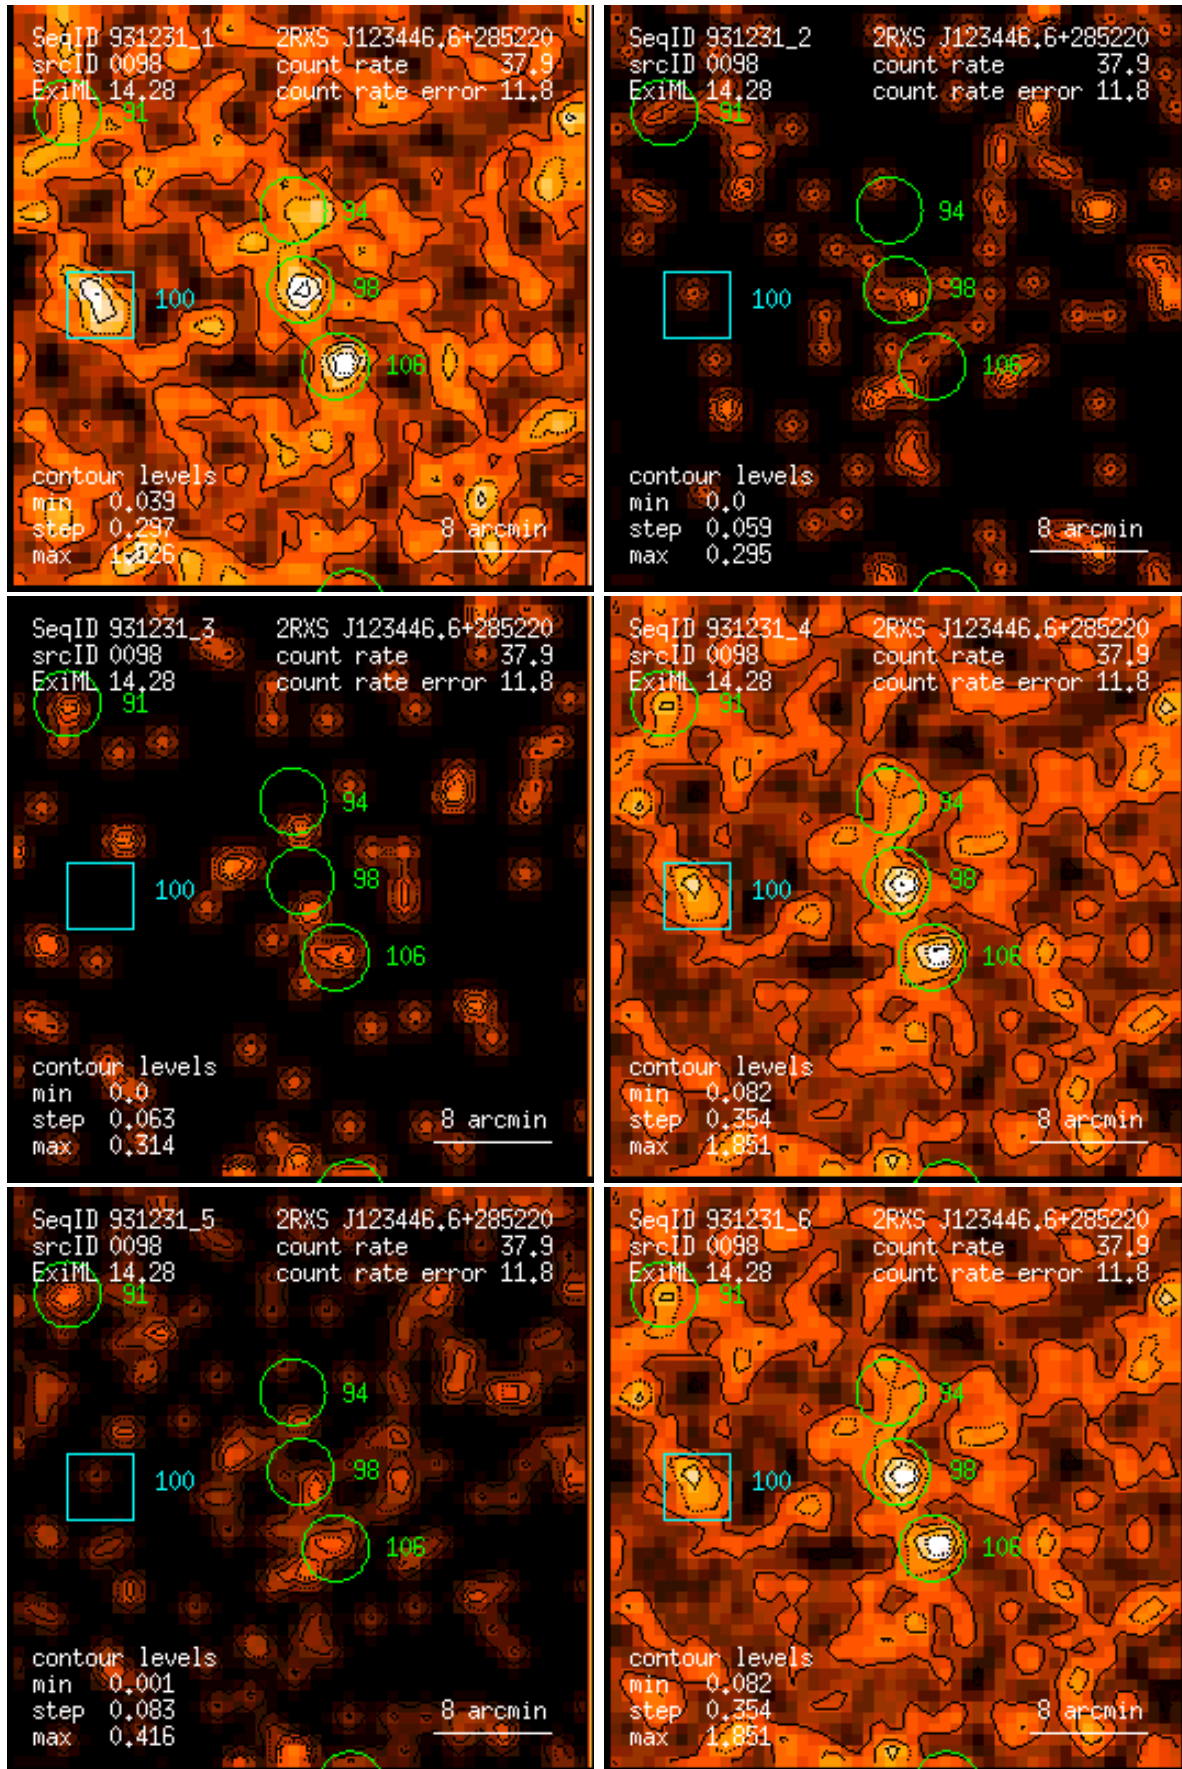 SeqID 931231_1 2RXS J123446.6+285220
srcID 0098 count rate 37.9
ExiML 14.28 count rate error 11.8
91
94
98
100
106
contour levels
min 0.039
step 0.297
max 1.526
8 arcmin
SeqID 931231_2 2RXS J123446.6+285220
srcID 0098 count rate 37.9
ExiML 14.28 count rate error 11.8
91
94
98
100
106
contour levels
min 0.0
step 0.059
max 0.295
8 arcmin
SeqID 931231_3 2RXS J123446.6+285220
srcID 0098 count rate 37.9
ExiML 14.28 count rate error 11.8
91
94
98
100
106
contour levels
min 0.0
step 0.063
max 0.314
8 arcmin
SeqID 931231_4 2RXS J123446.6+285220
srcID 0098 count rate 37.9
ExiML 14.28 count rate error 11.8
91
94
98
100
106
contour levels
min 0.082
step 0.354
max 1.851
8 arcmin
SeqID 931231_5 2RXS J123446.6+285220
srcID 0098 count rate 37.9
ExiML 14.28 count rate error 11.8
91
94
98
100
106
contour levels
min 0.001
step 0.083
max 0.416
8 arcmin
SeqID 931231_6 2RXS J123446.6+285220
srcID 0098 count rate 37.9
ExiML 14.28 count rate error 11.8
91
94
98
100
106
contour levels
min 0.082
step 0.354
max 1.851
8 arcmin